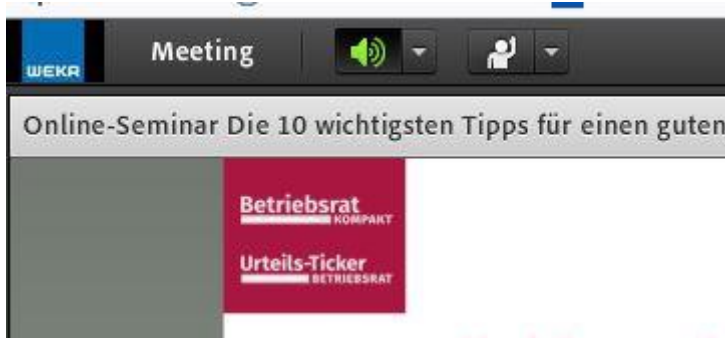 WEKA
Meeting
Online-Seminar Die 10 wichtigsten Tipps für einen guten
Betriebsrat
KOMPAKT
Urteils-Ticker
BETRIEBSRAT